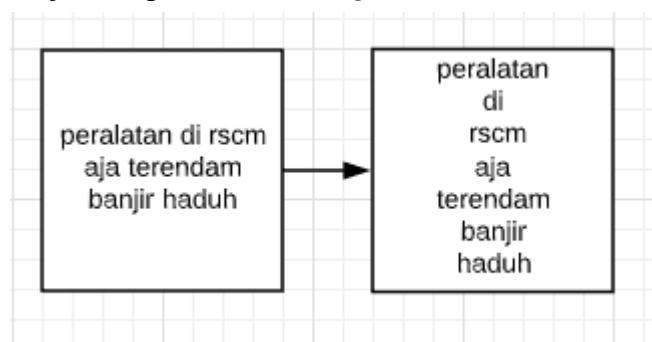 peralatan di rscm
aja terendam
banjir haduh
peralatan
di
rscm
aja
terendam
banjir
haduh